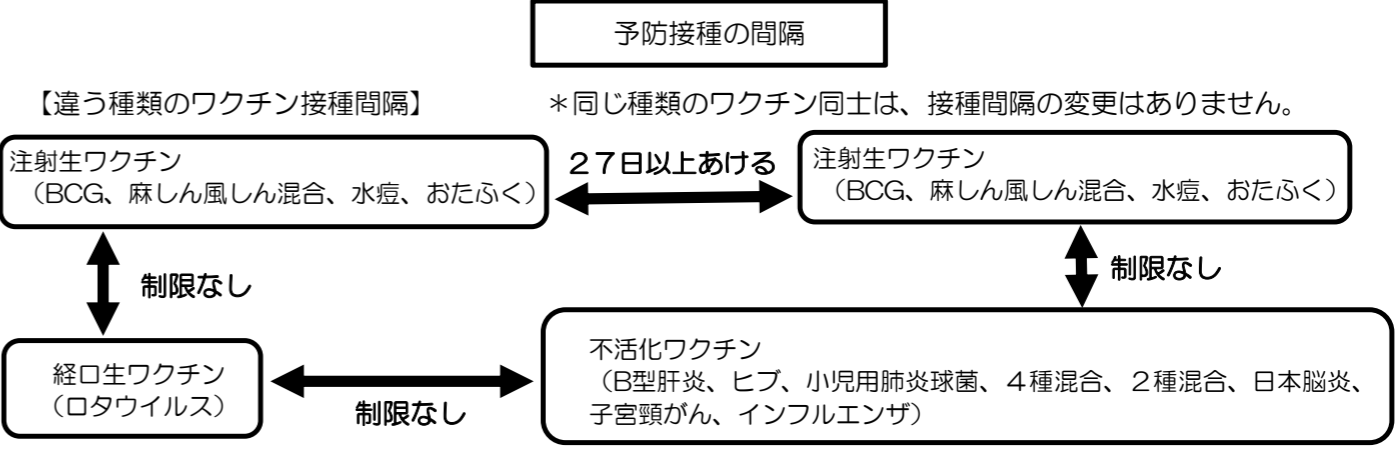 予防接種の間隔
【違う種類のワクチン接種間隔】
＊同じ種類のワクチン同士は、接種間隔の変更はありません。
注射生ワクチン
（BCG、麻しん風しん混合、水痘、おたふく）
２７日以上あける
注射生ワクチン
（BCG、麻しん風しん混合、水痘、おたふく）
制限なし
制限なし
経口生ワクチン
（ロタウイルス）
制限なし
不活化ワクチン
（B型肝炎、ヒブ、小児用肺炎球菌、４種混合、２種混合、日本脳炎、
子宮頸がん、インフルエンザ）